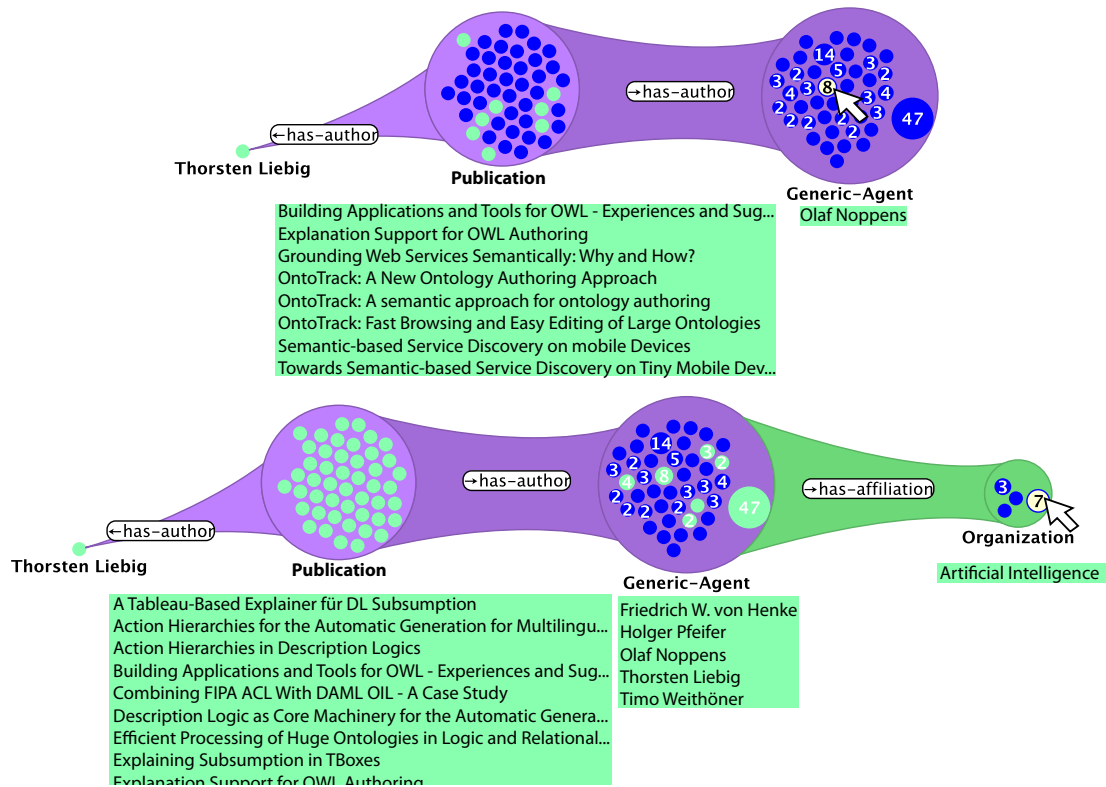 14
3
2
5
2
3
4
3
8
3
4
2
3
47
2
2
2
2
→has-author
←has-author
Thorsten Liebig
Publication
Generic-Agent
Building Applications and Tools for OWL - Experiences and Sug...
Olaf Noppens
Explanation Support for OWL Authoring
Grounding Web Services Semantically: Why and How?
OntoTrack: A New Ontology Authoring Approach
OntoTrack: A semantic approach for ontology authoring
OntoTrack: Fast Browsing and Easy Editing of Large Ontologies
Semantic-based Service Discovery on mobile Devices
Towards Semantic-based Service Discovery on Tiny Mobile Dev...
14
3
2
5
2
3
4
3
8
3
3
4
2
3
47
2
2
2
2
→has-author
→has-affiliation
3
7
←has-author
Thorsten Liebig
Publication
Generic-Agent
Organization
Artificial Intelligence
A Tableau-Based Explainer für DL Subsumption
Action Hierarchies for the Automatic Generation for Multilingu...
Action Hierarchies in Description Logics
Building Applications and Tools for OWL - Experiences and Sug...
Combining FIPA ACL With DAML OIL - A Case Study
Description Logic as Core Machinery for the Automatic Genera...
Efficient Processing of Huge Ontologies in Logic and Relational...
Explaining Subsumption in TBoxes
Explanation Support for OWL Authoring
Friedrich W. von Henke
Holger Pfeifer
Olaf Noppens
Thorsten Liebig
Timo Weithöner